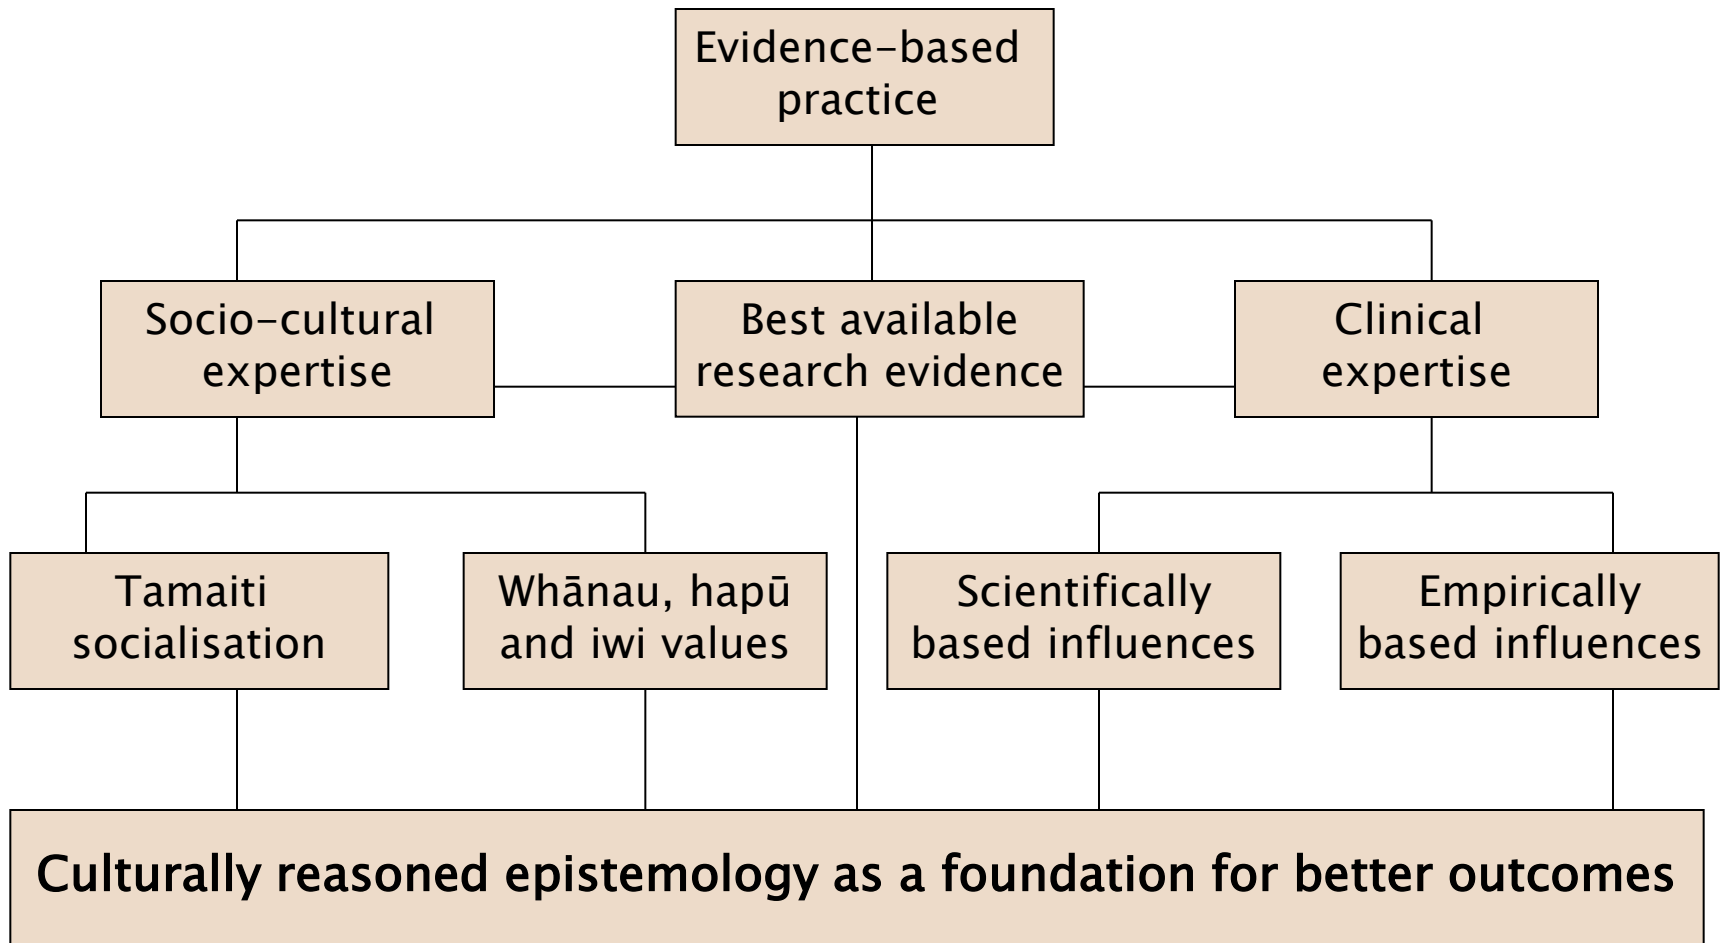 Evidence-based
practice
Socio-cultural
expertise
Best available
research evidence
Clinical
expertise
Tamaiti
socialisation
Whānau, hapū
and iwi values
Scientifically
based influences
Empirically
based influences
Culturally reasoned epistemology as a foundation for better outcomes